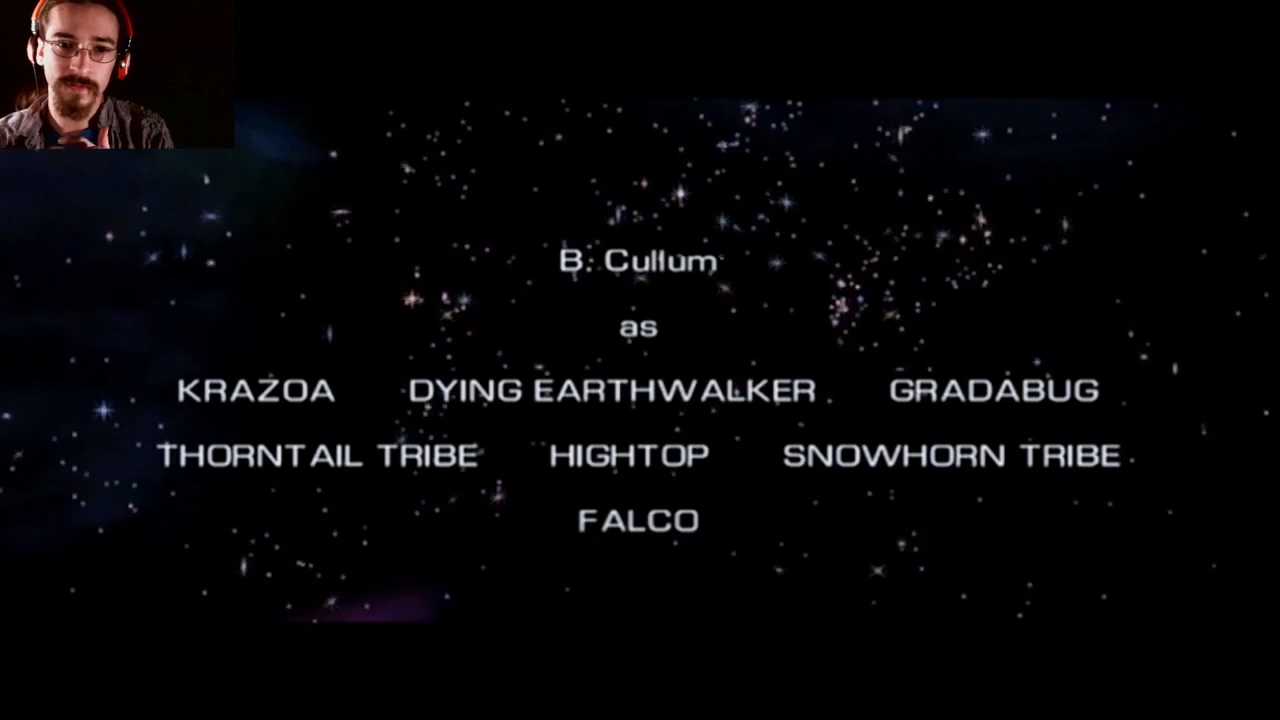 B. Cullum
as
KRAZOA DYING EARTHWALKER GRADABUG
THORNTAIL TRIBE HIGHTOP SNOWHORN TRIBE
FALCO